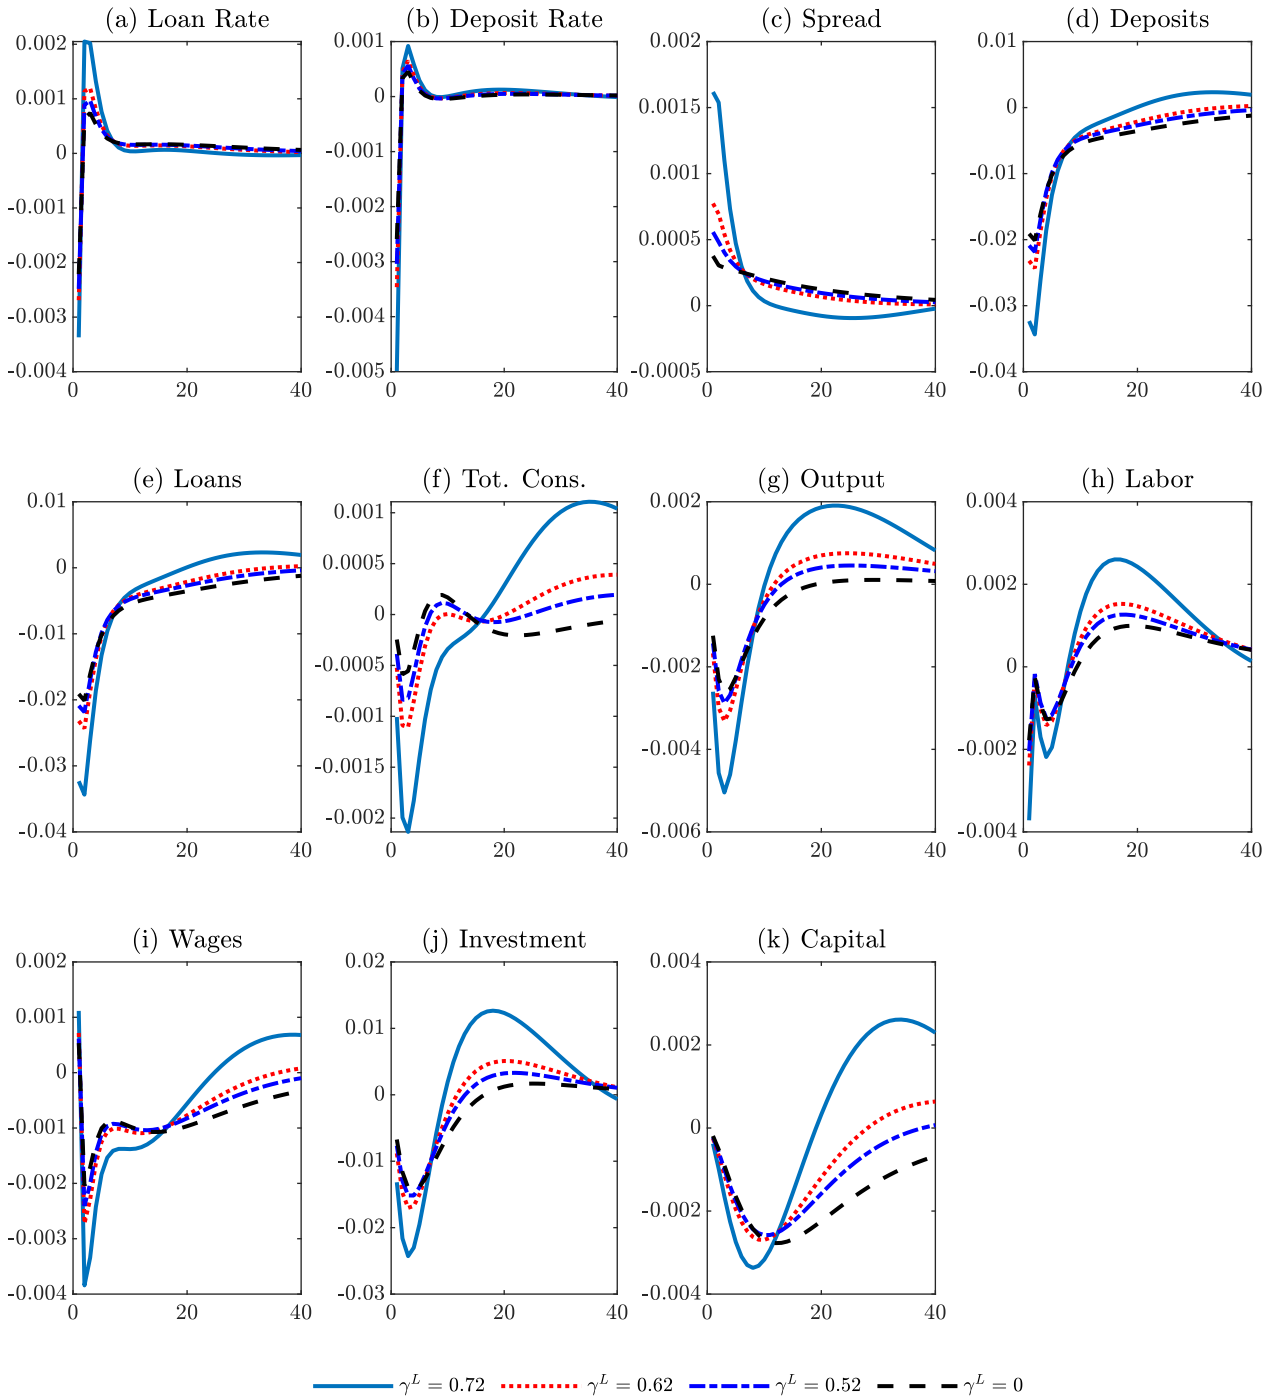 (a) Loan Rate
(b) Deposit Rate
(c) Spread
(d) Deposits
0.002
0.001
0
-0.001
-0.002
-0.003
-0.004
0 20 40
0.001
0
-0.001
-0.002
-0.003
-0.004
-0.005
0 20 40
0.002
0.0015
0.001
0.0005
0
-0.0005
0 20 40
0.01
0
-0.01
-0.02
-0.03
-0.04
0 20 40
(e) Loans
(f) Tot. Cons.
(g) Output
(h) Labor
0.01
0
-0.01
-0.02
-0.03
-0.04
0 20 40
0.001
0.0005
0
-0.0005
-0.001
-0.0015
-0.002
0 20 40
0.002
0
-0.002
-0.004
-0.006
0 20 40
0.004
0.002
0
-0.002
-0.004
0 20 40
(i) Wages
(j) Investment
(k) Capital
0.002
0.001
0
-0.001
-0.002
-0.003
-0.004
0 20 40
0.02
0.01
0
-0.01
-0.02
-0.03
0 20 40
0.004
0.002
0
-0.002
-0.004
0 20 40
γ^L = 0.72 γ^L = 0.62 γ^L = 0.52 γ^L = 0